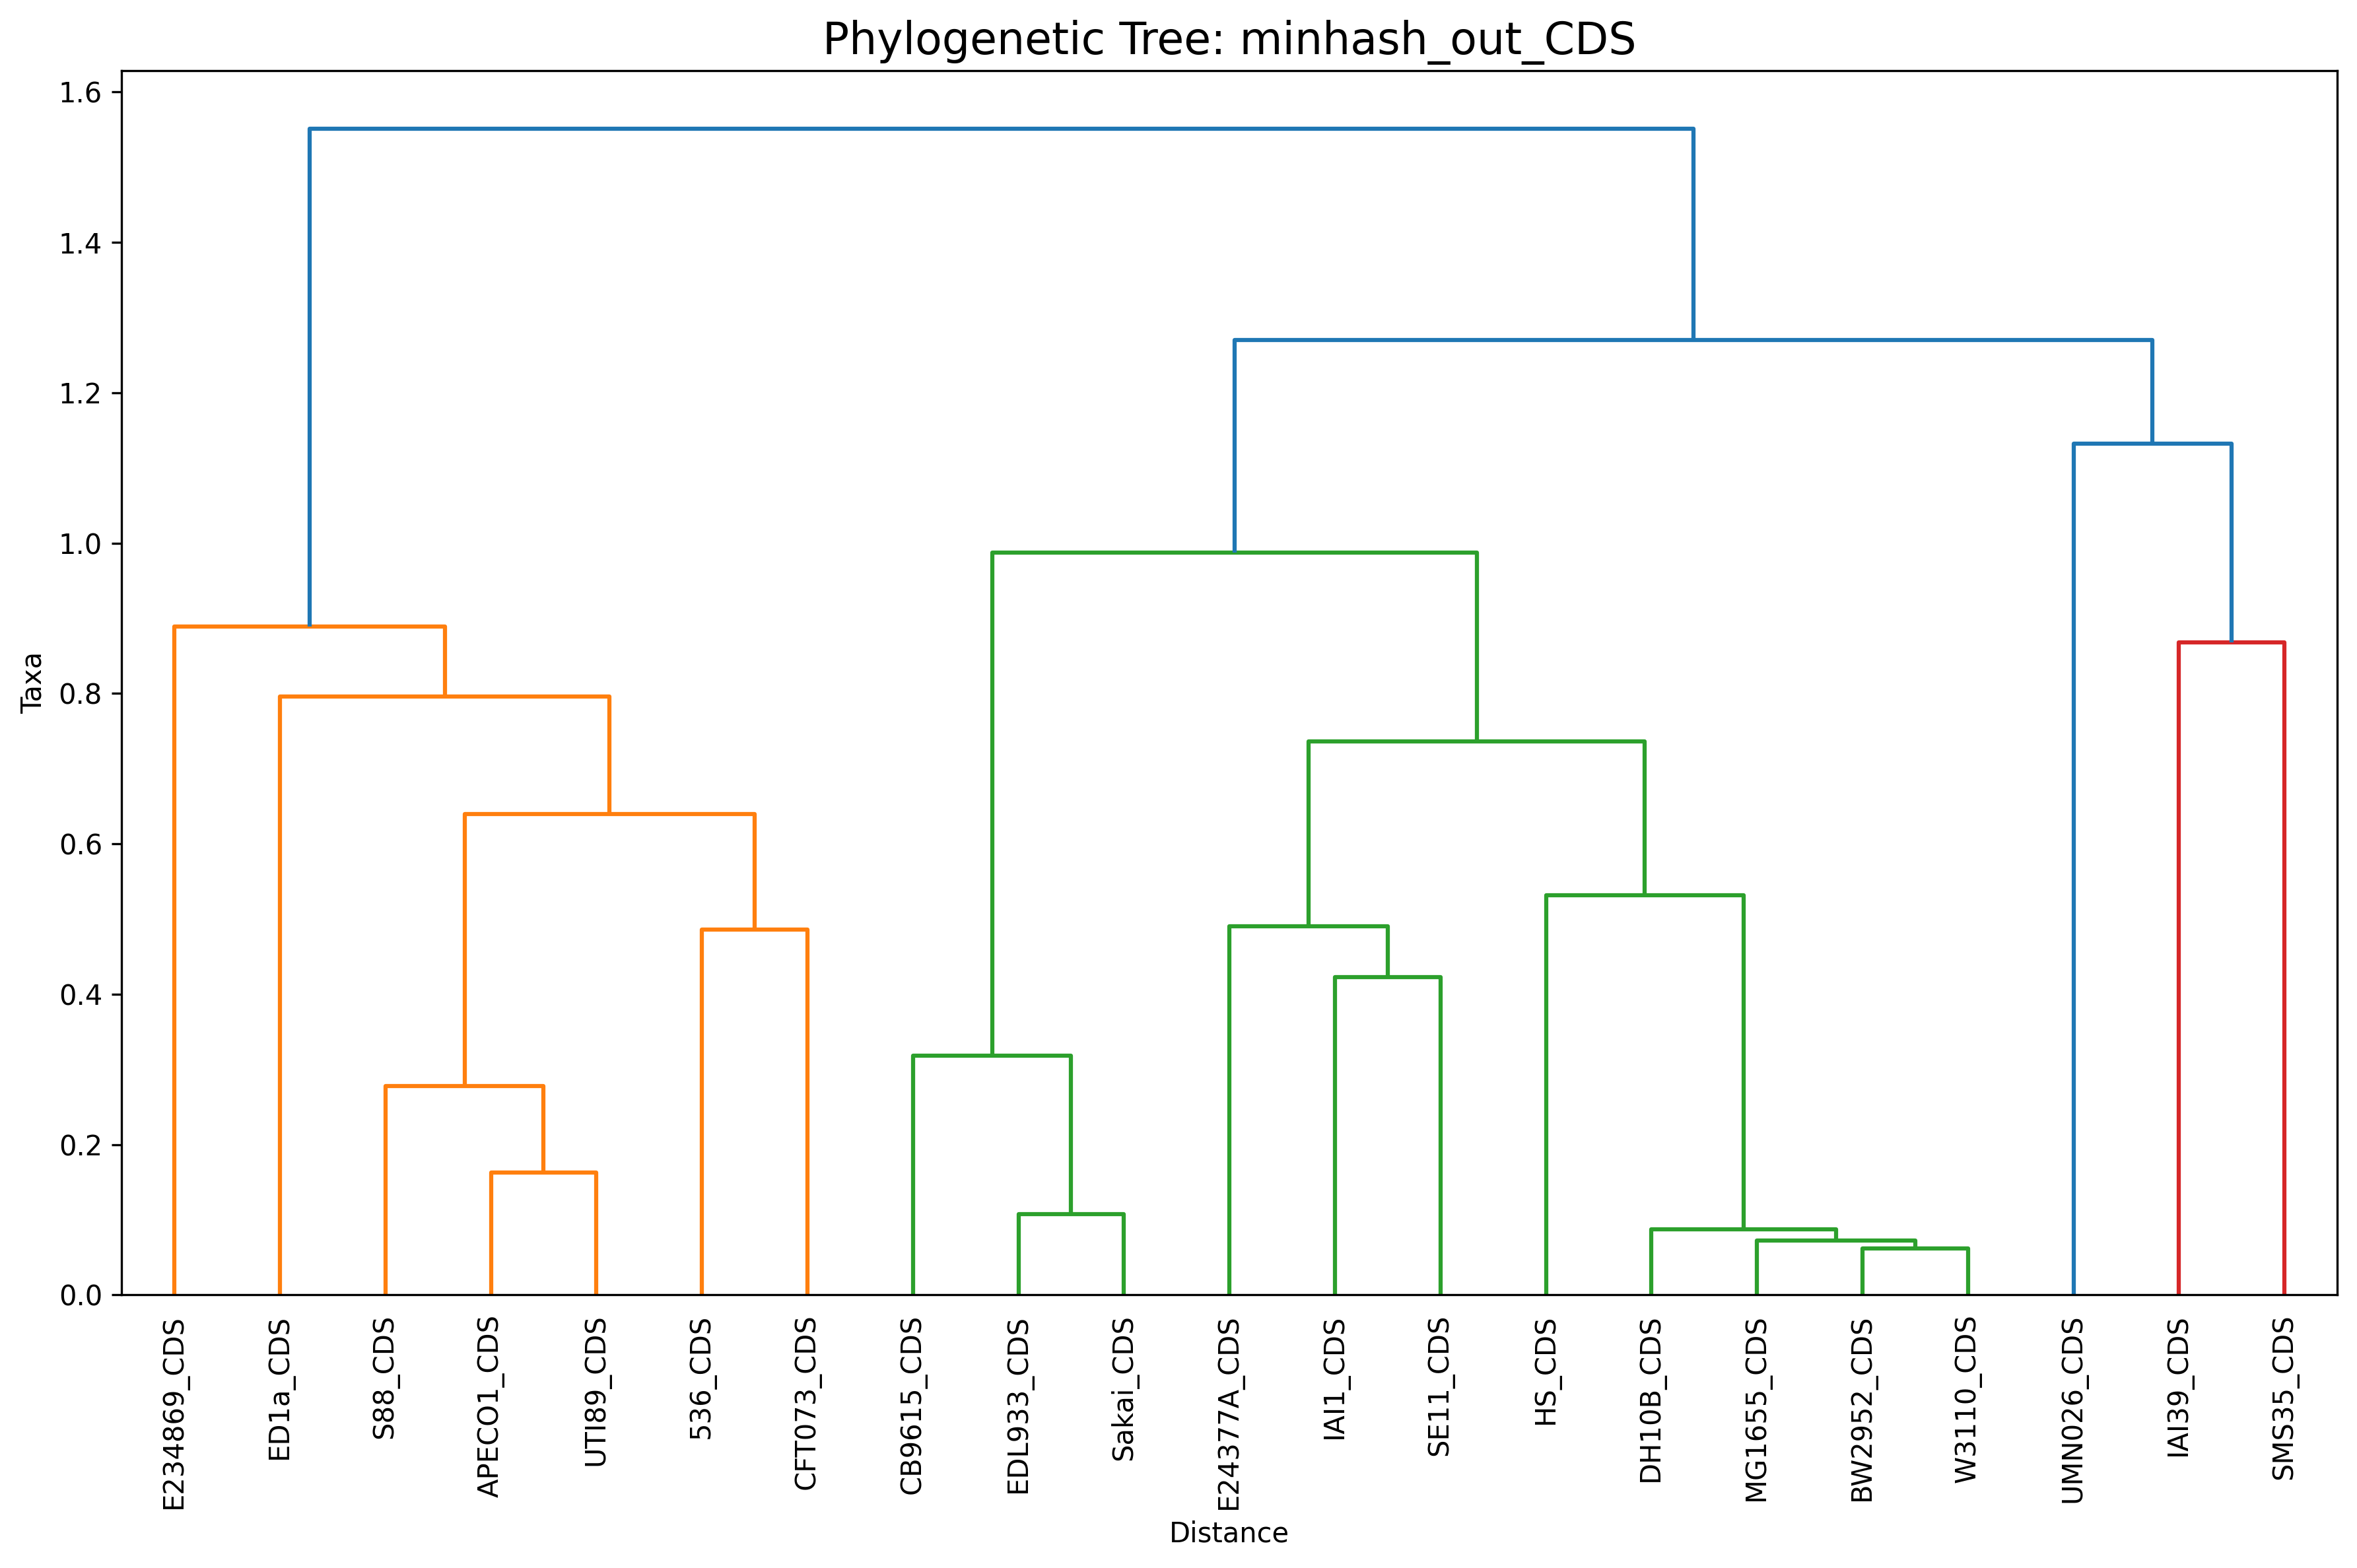 Phylogenetic Tree: minhash_out_CDS
1.6
1.4
1.2
1.0
0.8
0.6
0.4
0.2
0.0
Taxa
E234869_CDS
ED1a_CDS
S88_CDS
APECO1_CDS
UTI89_CDS
536_CDS
CFT073_CDS
CB9615_CDS
EDL933_CDS
Sakai_CDS
E24377A_CDS
IAI1_CDS
SE11_CDS
HS_CDS
DH10B_CDS
MG1655_CDS
BW2952_CDS
W3110_CDS
UMN026_CDS
IAI39_CDS
SMS35_CDS
Distance